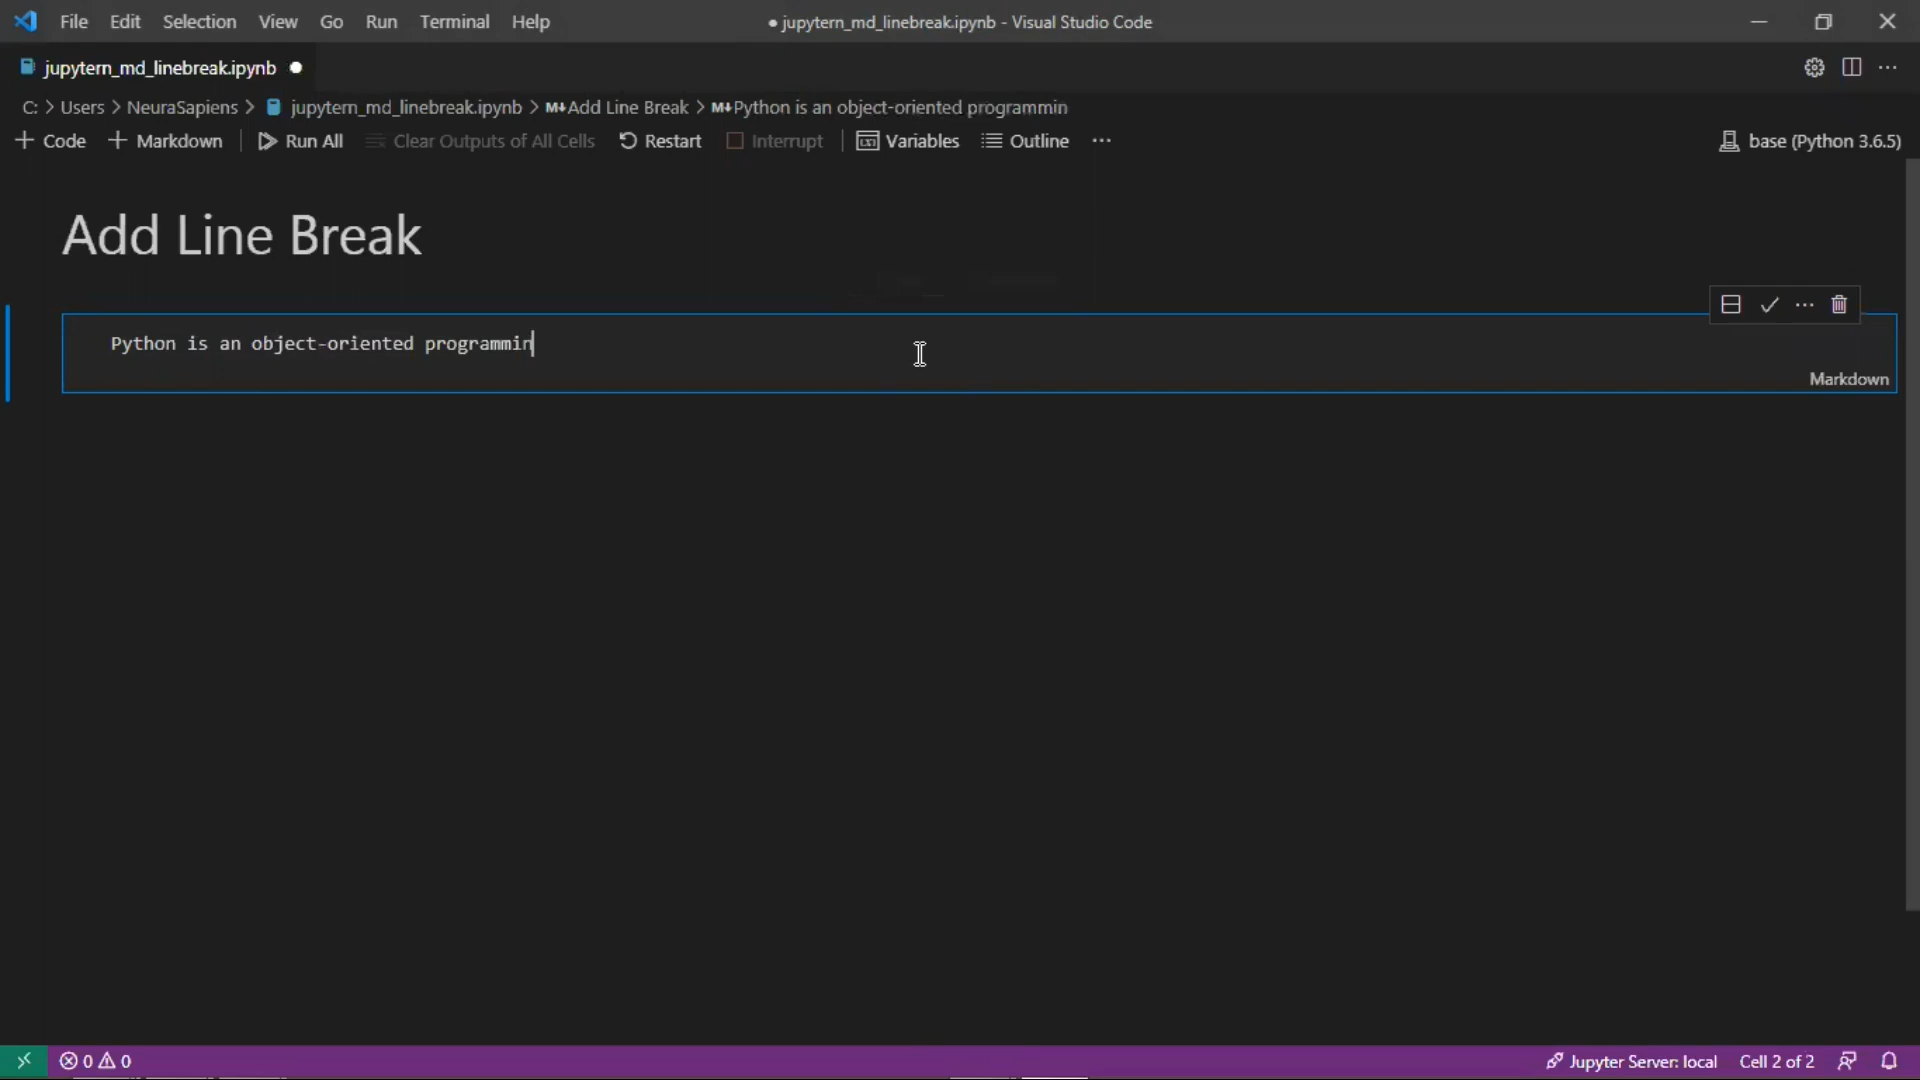 File Edit Selection View Go Run Terminal Help ● jupytern_md_linebreak.ipynb - Visual Studio Code
jupytern_md_linebreak.ipynb ●
C: > Users > NeuraSapiens > jupytern_md_linebreak.ipynb > M↓Add Line Break > M↓Python is an object-oriented programmin
+ Code + Markdown Run All Clear Outputs of All Cells Restart Interrupt Variables Outline ··· base (Python 3.6.5)
Add Line Break
Python is an object-oriented programmin
Markdown
0 0 Jupyter Server: local Cell 2 of 2